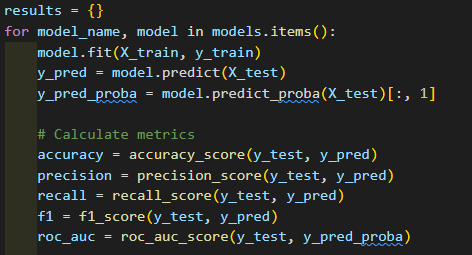 results = {}
for model_name, model in models.items():
    model.fit(X_train, y_train)
    y_pred = model.predict(X_test)
    y_pred_proba = model.predict_proba(X_test)[:, 1]

    # Calculate metrics
    accuracy = accuracy_score(y_test, y_pred)
    precision = precision_score(y_test, y_pred)
    recall = recall_score(y_test, y_pred)
    f1 = f1_score(y_test, y_pred)
    roc_auc = roc_auc_score(y_test, y_pred_proba)